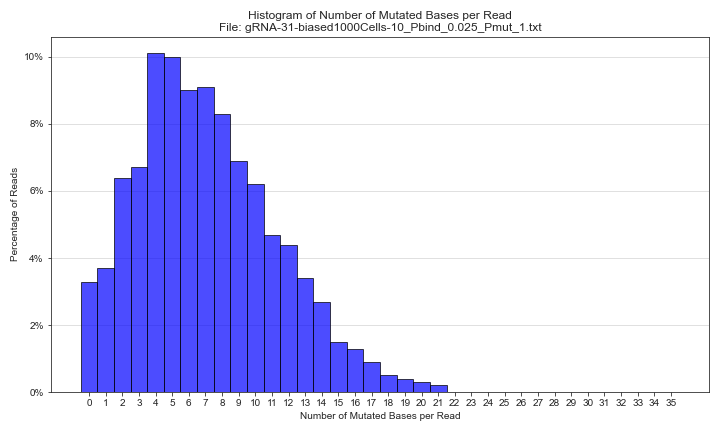 Histogram of Number of Mutated Bases per Read
File: gRNA-31-biased1000Cells-10_Pbind_0.025_Pmut_1.txt
10%
8%
6%
4%
2%
0%
Percentage of Reads
0 1 2 3 4 5 6 7 8 9 10 11 12 13 14 15 16 17 18 19 20 21 22 23 24 25 26 27 28 29 30 31 32 33 34 35
Number of Mutated Bases per Read